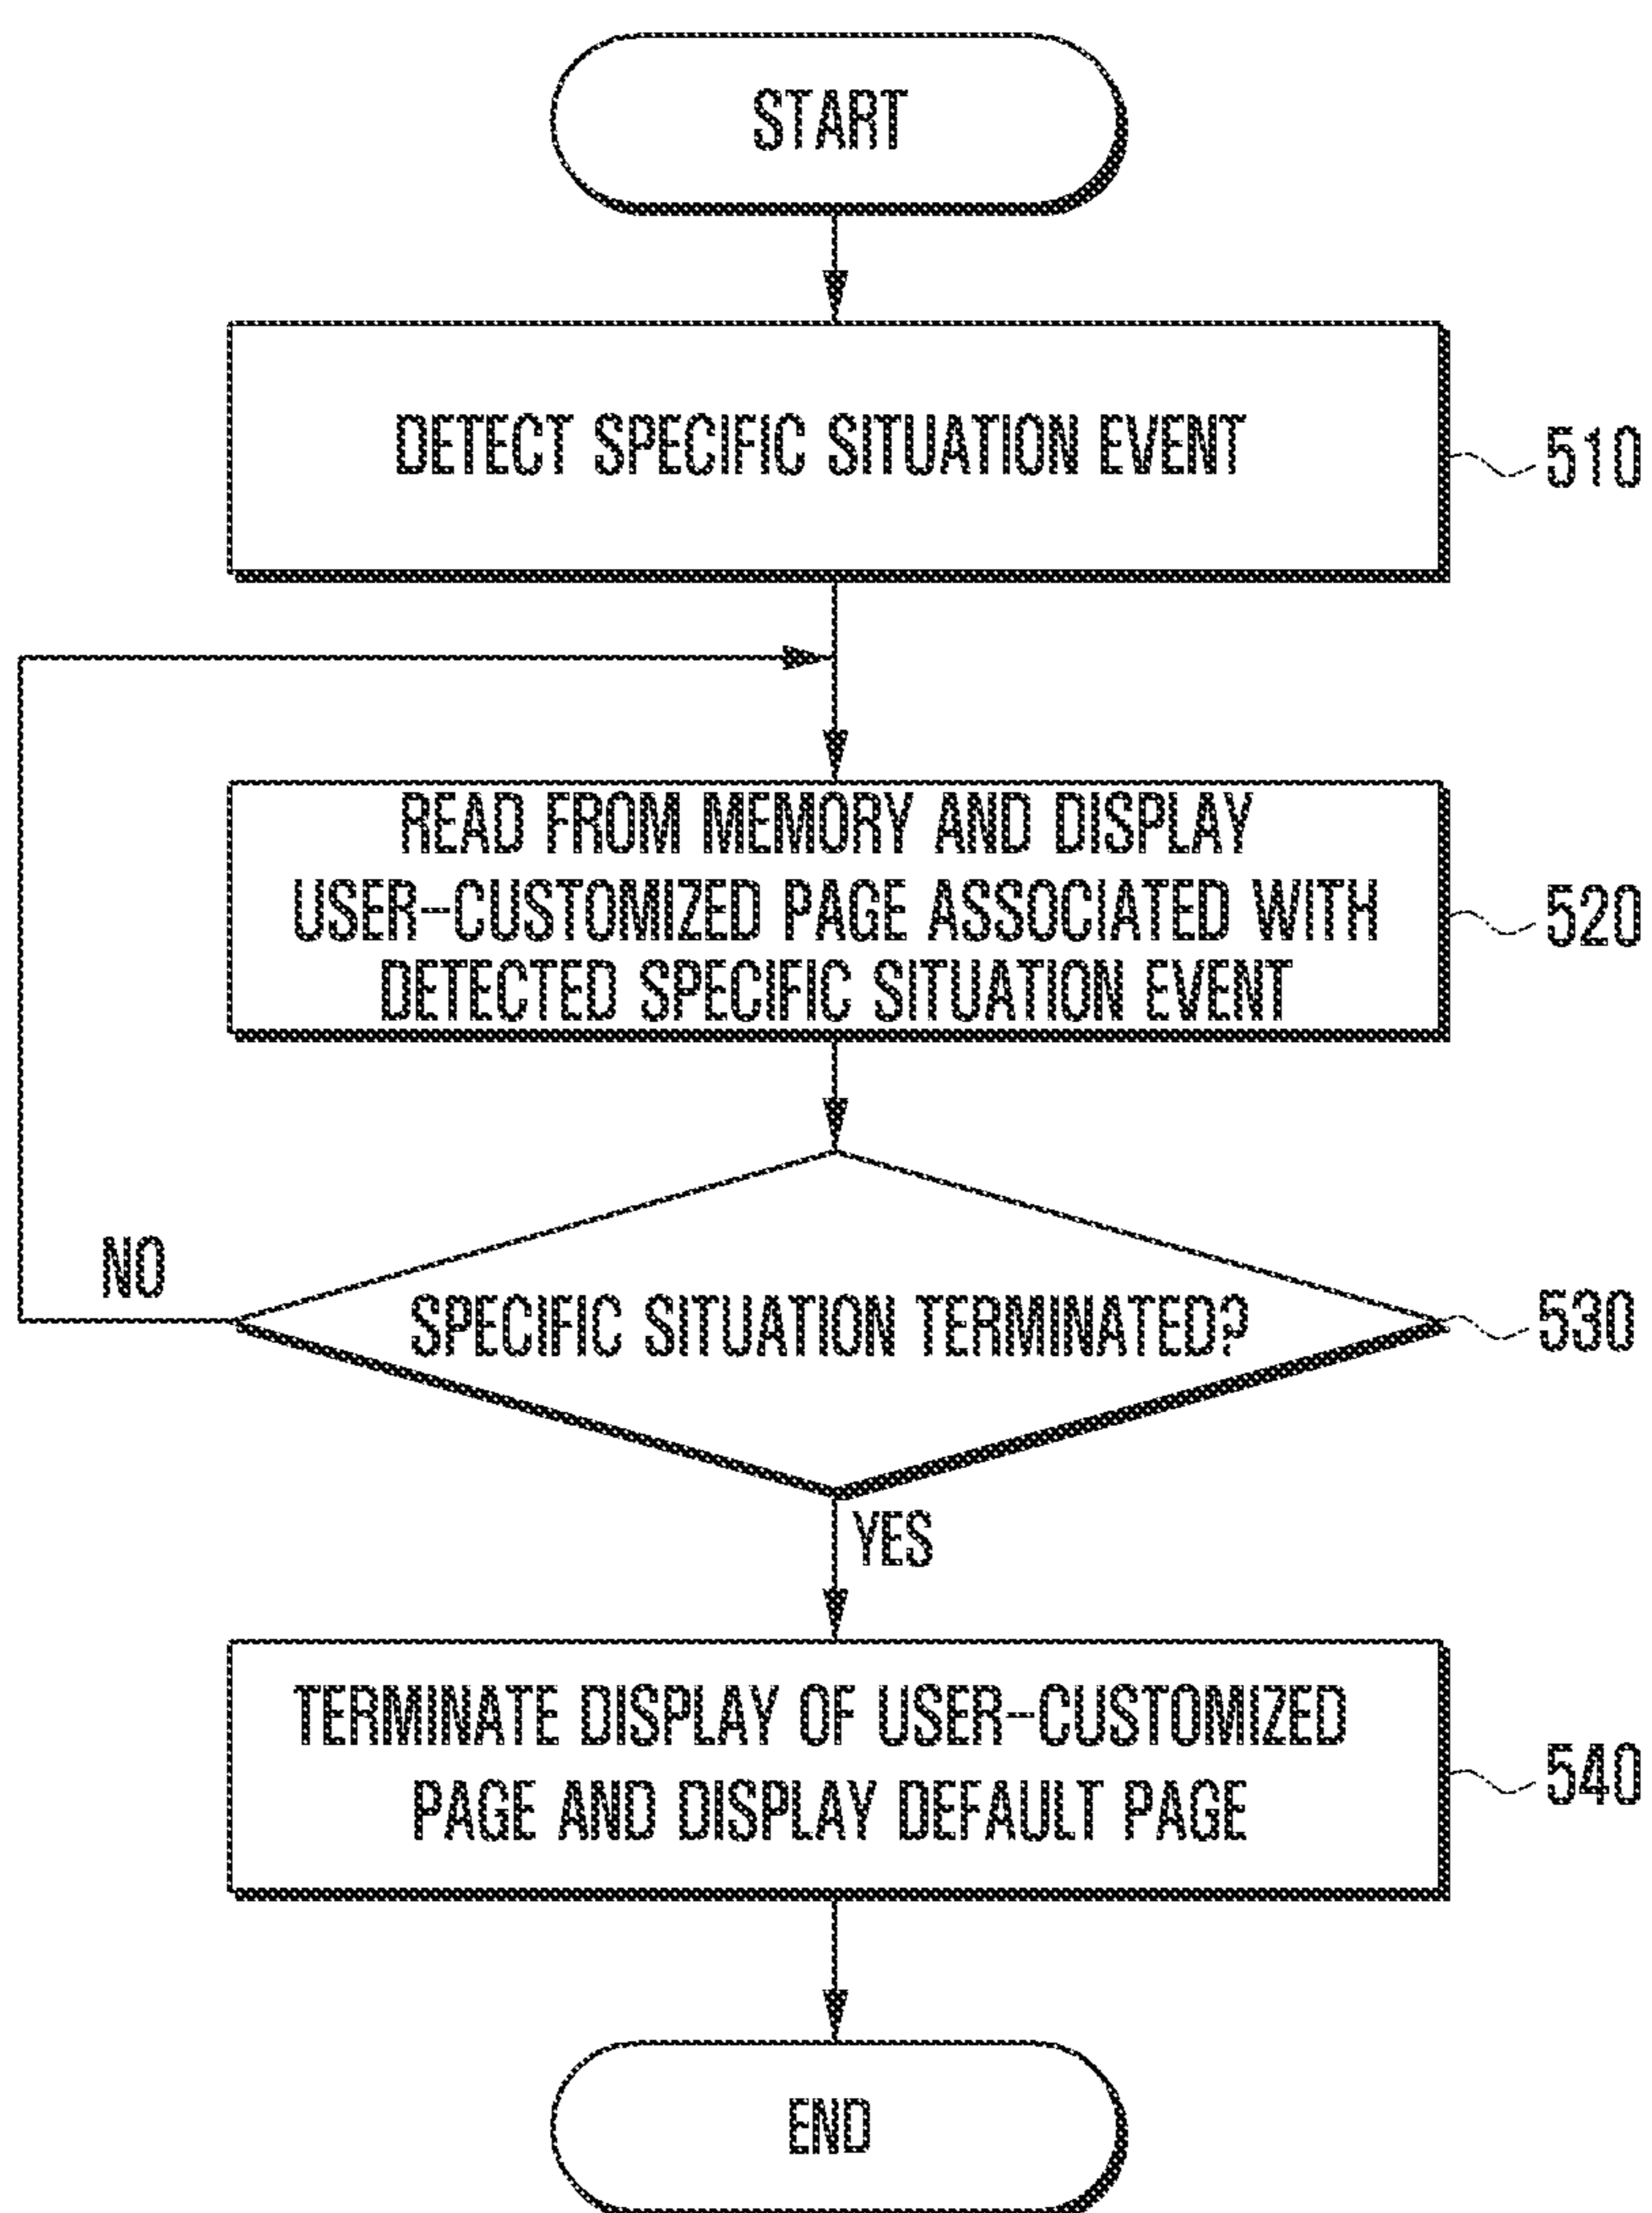 START
DETECT SPECIFIC SITUATION EVENT
510
READ FROM MEMORY AND DISPLAY
USER-CUSTOMIZED PAGE ASSOCIATED WITH
DETECTED SPECIFIC SITUATION EVENT
520
NO
SPECIFIC SITUATION TERMINATED?
530
YES
TERMINATE DISPLAY OF USER-CUSTOMIZED
PAGE AND DISPLAY DEFAULT PAGE
540
END